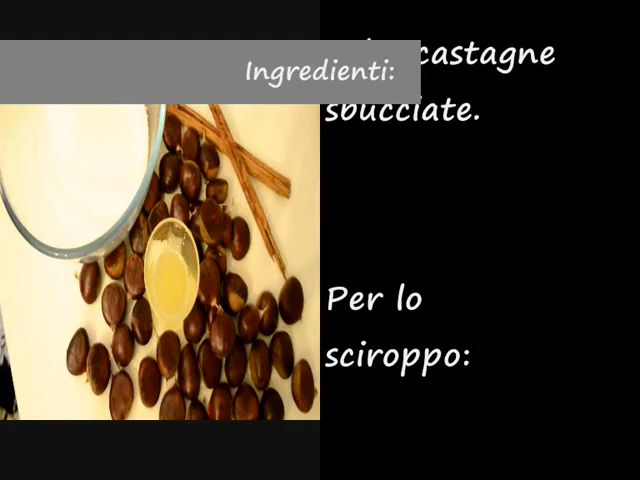 Ingredienti:
castagne
sbucciate.
Per lo
sciroppo: